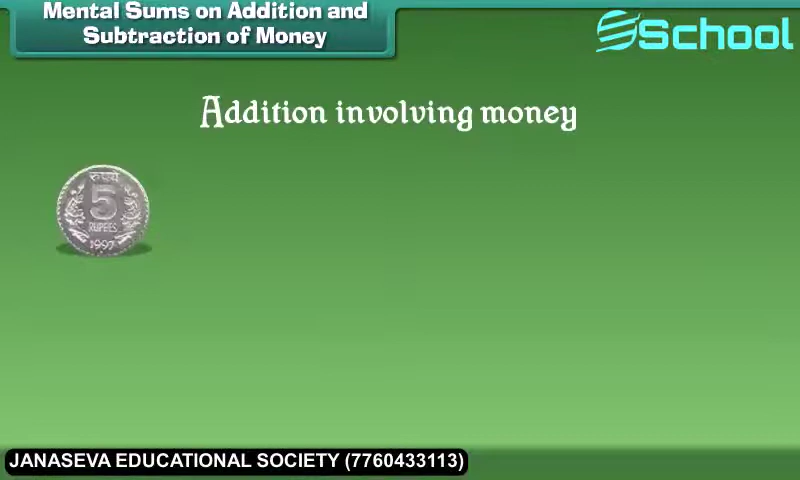 Mental Sums on Addition and
Subtraction of Money
School
Addition involving money
रुपये
5
RUPEES
1997
JANASEVA EDUCATIONAL SOCIETY (7760433113)